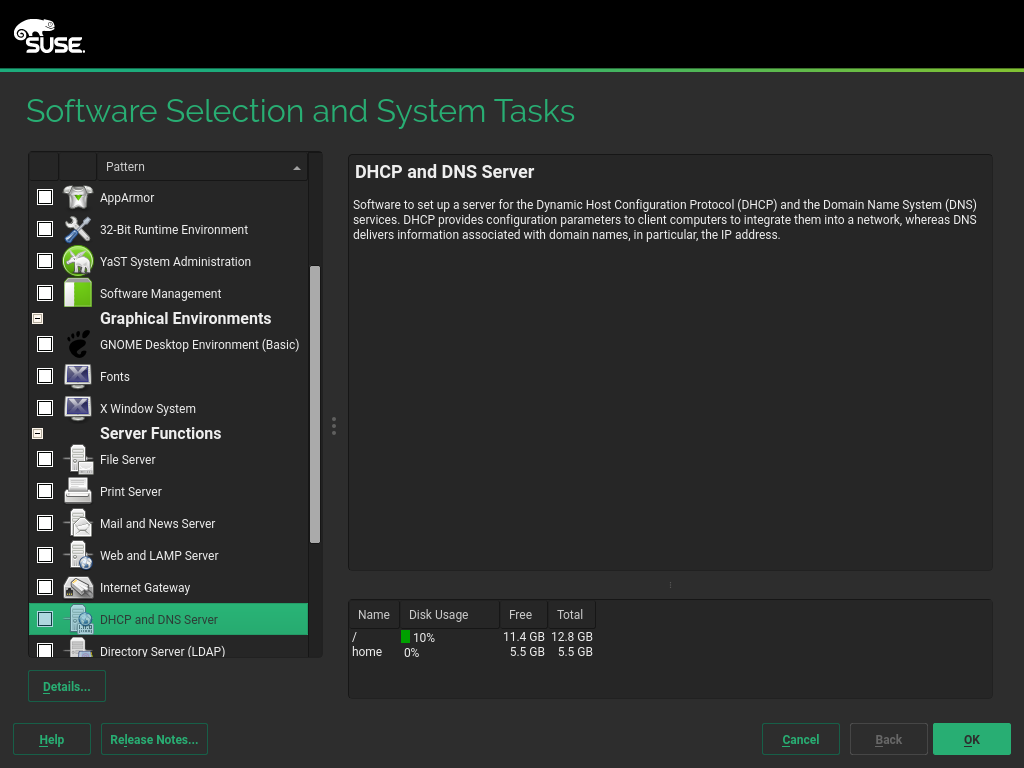 SUSE
Software Selection and System Tasks
Pattern
AppArmor
32-Bit Runtime Environment
YaST System Administration
Software Management
Graphical Environments
GNOME Desktop Environment (Basic)
Fonts
X Window System
Server Functions
File Server
Print Server
Mail and News Server
Web and LAMP Server
Internet Gateway
DHCP and DNS Server
Directory Server (LDAP)
Details...
DHCP and DNS Server
Software to set up a server for the Dynamic Host Configuration Protocol (DHCP) and the Domain Name System (DNS)
services. DHCP provides configuration parameters to client computers to integrate them into a network, whereas DNS
delivers information associated with domain names, in particular, the IP address.
Name Disk Usage Free Total
/ 10% 11.4 GB 12.8 GB
home 0% 5.5 GB 5.5 GB
Help Release Notes... Cancel Back OK